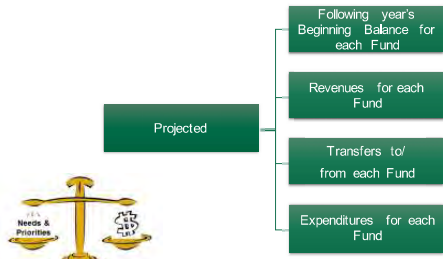 Following year's
Beginning Balance for
each Fund
Revenues for each
Fund
Projected
Transfers to/
from each Fund
Expenditures for each
Fund
Needs &
Priorities
$